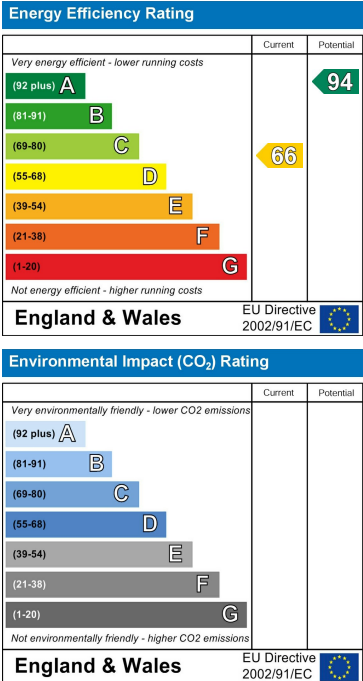 Energy Efficiency Rating
Current Potential
Very energy efficient - lower running costs
(92 plus) A
94
(81-91) B
(69-80) C
66
(55-68) D
(39-54) E
(21-38) F
(1-20) G
Not energy efficient - higher running costs
England & Wales
EU Directive
2002/91/EC
Environmental Impact (CO₂) Rating
Current Potential
Very environmentally friendly - lower CO2 emissions
(92 plus) A
(81-91) B
(69-80) C
(55-68) D
(39-54) E
(21-38) F
(1-20) G
Not environmentally friendly - higher CO2 emissions
England & Wales
EU Directive
2002/91/EC